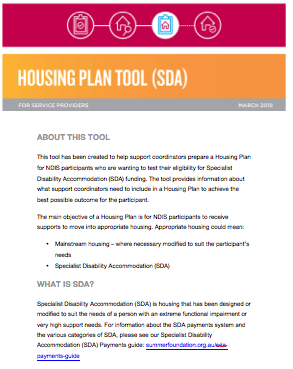 HOUSING PLAN TOOL (SDA)
FOR SERVICE PROVIDERS MARCH 2018
ABOUT THIS TOOL
This tool has been created to help support coordinators prepare a Housing Plan
for NDIS participants who are wanting to test their eligibility for Specialist
Disability Accommodation (SDA) funding. The tool provides information about
what support coordinators need to include in a Housing Plan to achieve the
best possible outcome for the participant.
The main objective of a Housing Plan is for NDIS participants to receive
supports to move into appropriate housing. Appropriate housing could mean:
• Mainstream housing – where necessary modified to suit the participant's
needs
• Specialist Disability Accommodation (SDA)
WHAT IS SDA?
Specialist Disability Accommodation (SDA) is housing that has been designed or
modified to suit the needs of a person with an extreme functional impairment or
very high support needs. For information about the SDA payments system and
the various categories of SDA, please see our Specialist Disability
Accommodation (SDA) Payments guide: summerfoundation.org.au/sda-
payments-guide